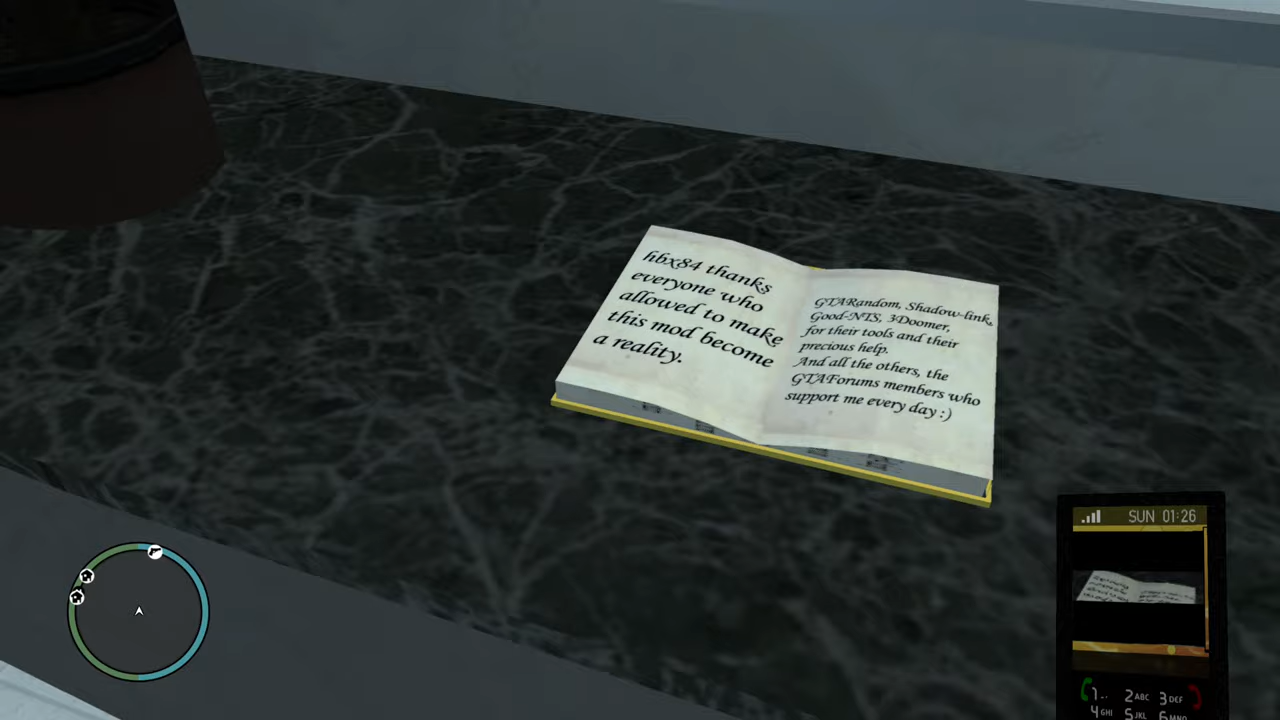 hbx84 thanks
everyone who
allowed to make
this mod become
a reality.
GTARandom, Shadow-link,
Good-NTS, 3Doomer,
for their tools and their
precious help.
And all the others, the
GTAForums members who
support me every day :)
SUN 01:26
1.. 2ABC 3DEF
4GHI 5JKL 6MNO